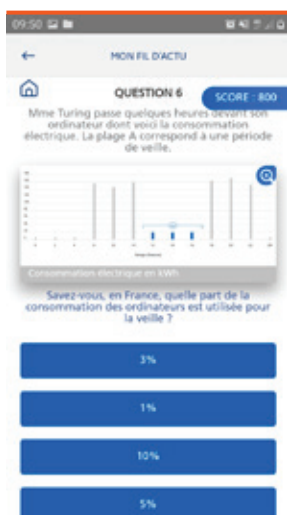 09:50
MON FIL D'ACTU
QUESTION 6
SCORE : 800
Mme Turing passe quelques heures devant son
ordinateur dont voici la consommation
électrique. La plage A correspond à une période
de veille.
Consommation électrique en kWh
Savez-vous, en France, quelle part de la
consommation des ordinateurs est utilisée pour
la veille ?
3%
1%
10%
5%